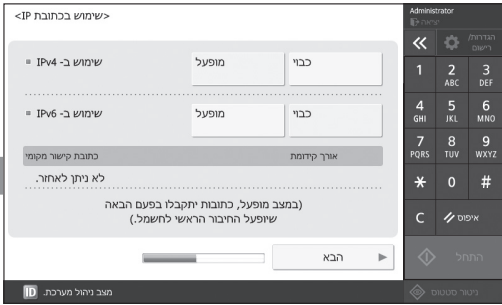 <שימוש בכתובת IP>
Administrator
יציאה
הגדרות/
רישום
■ שימוש ב- IPv4
מופעל
כבוי
■ שימוש ב- IPv6
מופעל
כבוי
כתובת קישור מקומי
אורך קידומת
לא ניתן לאחזר.
(במצב מופעל, כתובות יתקבלו בפעם הבאה
שיופעל החיבור הראשי לחשמל.)
הבא
1
2
ABC
3
DEF
4
GHI
5
JKL
6
MNO
7
PQRS
8
TUV
9
WXYZ
0
#
C
איפוס
התחל
ID מצב ניהול מערכת.
ניטור סטטוס